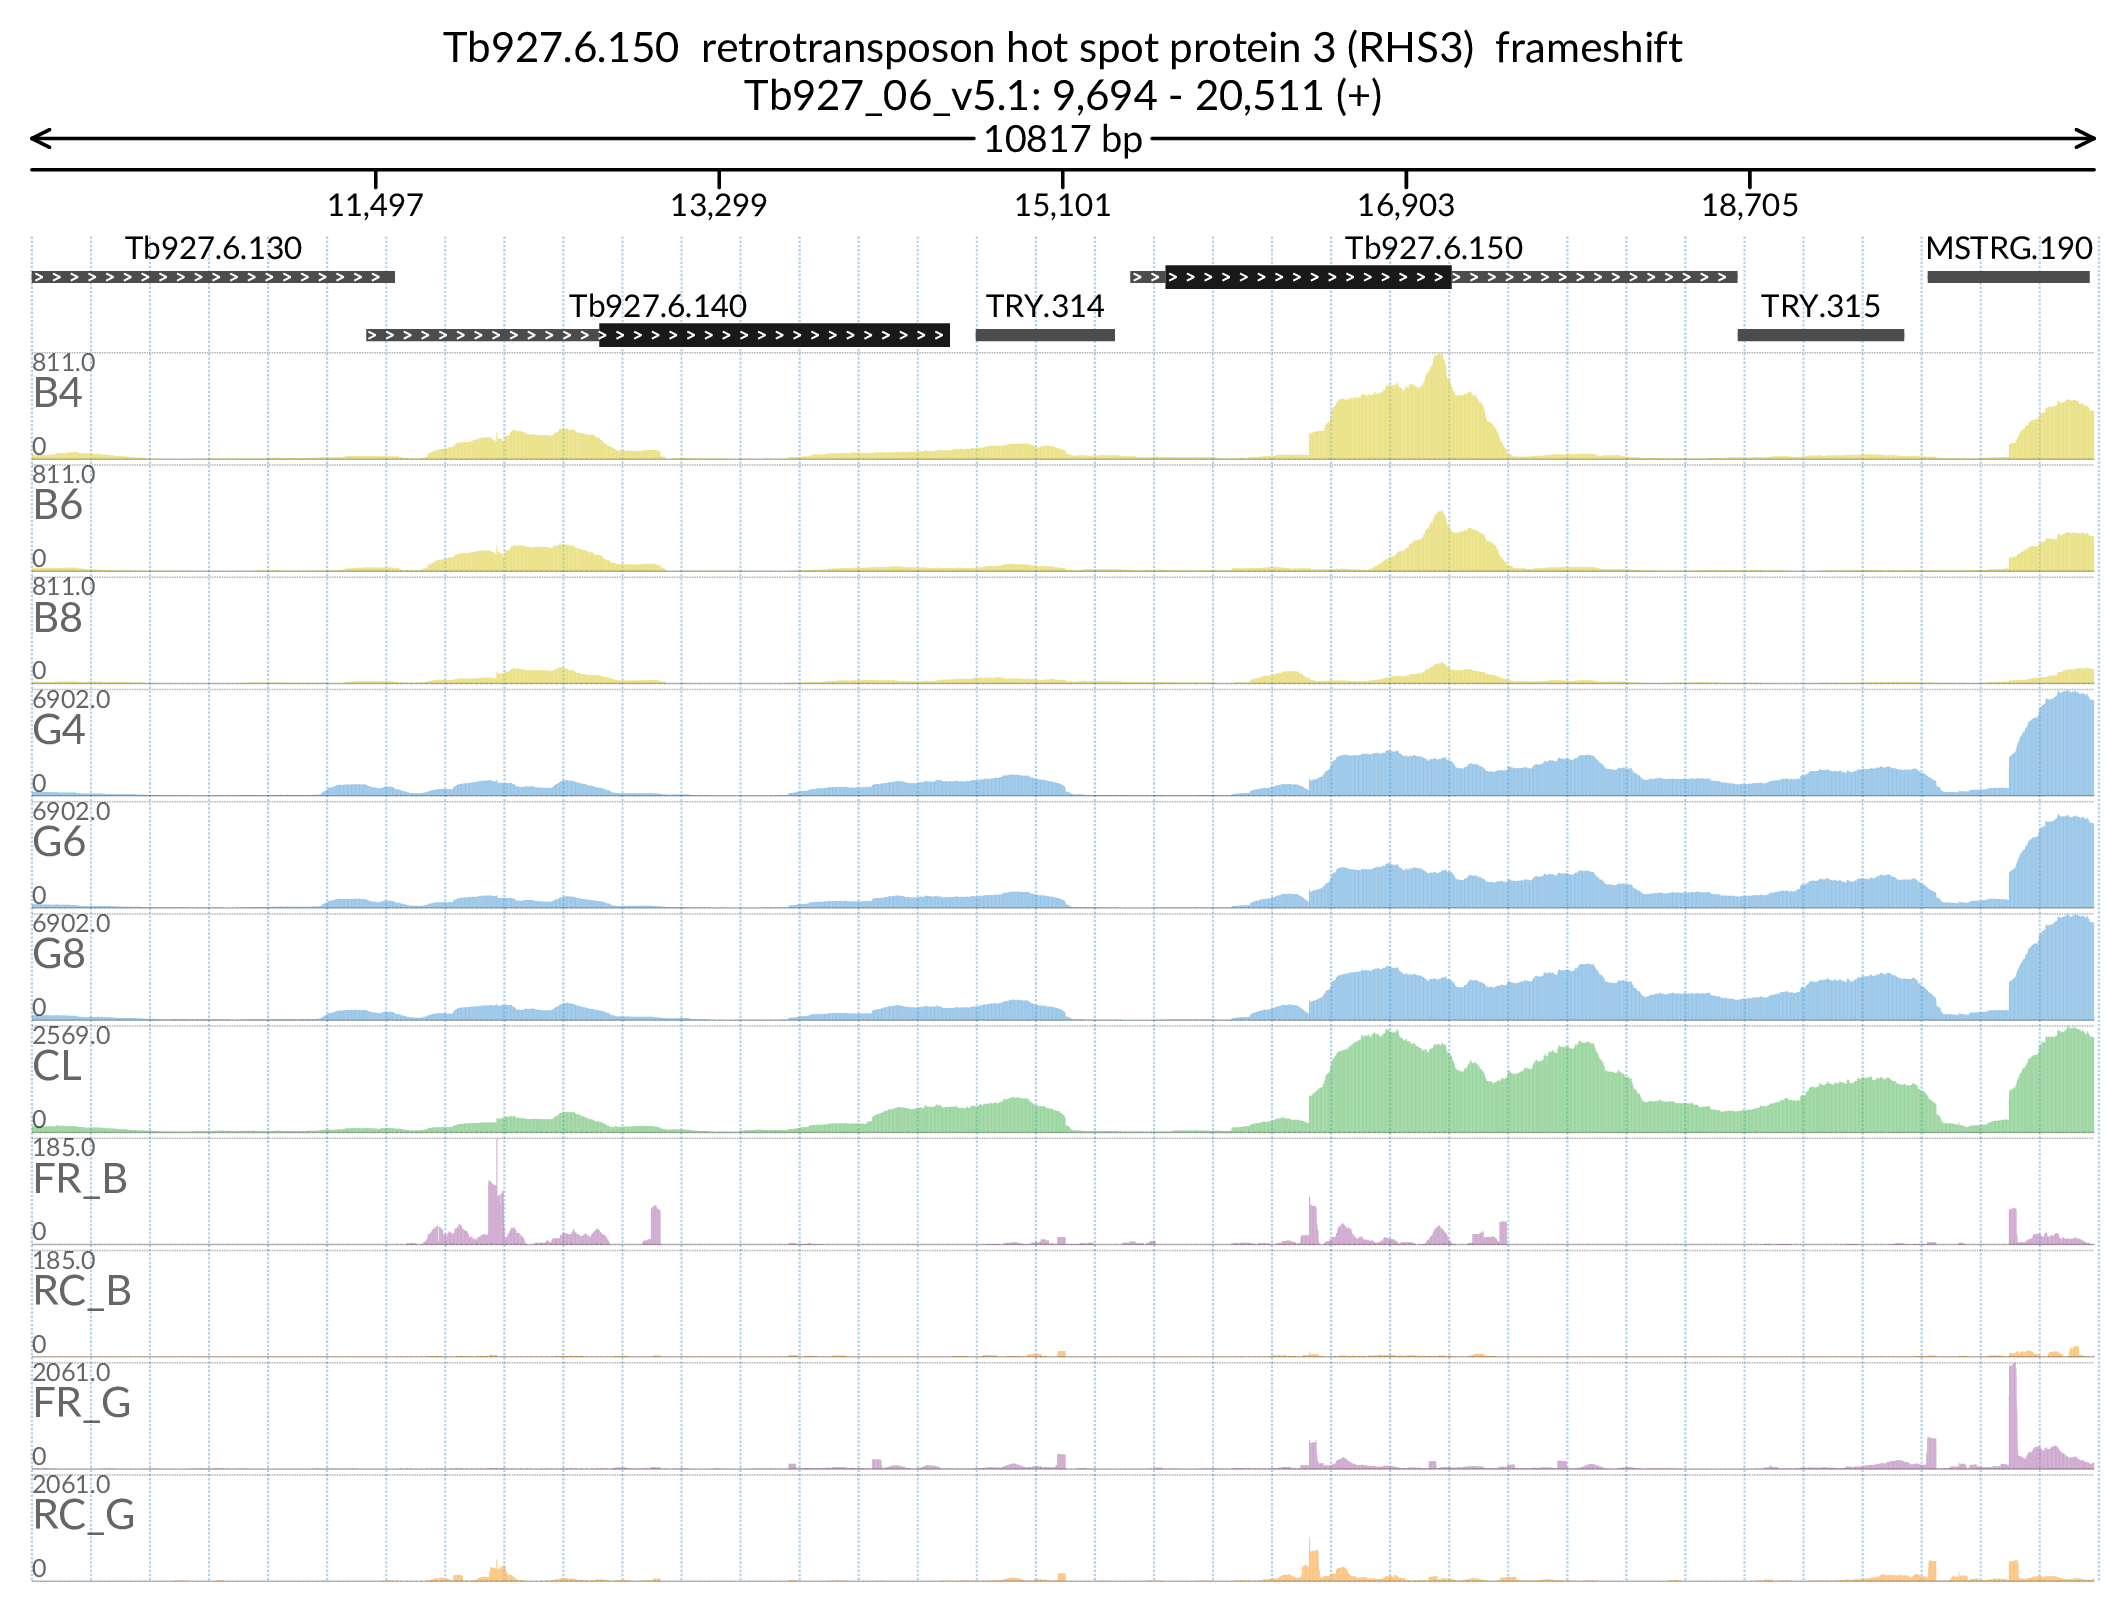 Tb927.6.150 retrotransposon hot spot protein 3 (RHS3) frameshift
Tb927_06_v5.1: 9,694 - 20,511 (+)
10817 bp
11,497 13,299 15,101 16,903 18,705
Tb927.6.130 Tb927.6.150 MSTRG.190
Tb927.6.140 TRY.314 TRY.315
811.0
B4
0
811.0
B6
0
811.0
B8
0
6902.0
G4
0
6902.0
G6
0
6902.0
G8
0
2569.0
CL
0
185.0
FR_B
0
185.0
RC_B
0
2061.0
FR_G
0
2061.0
RC_G
0